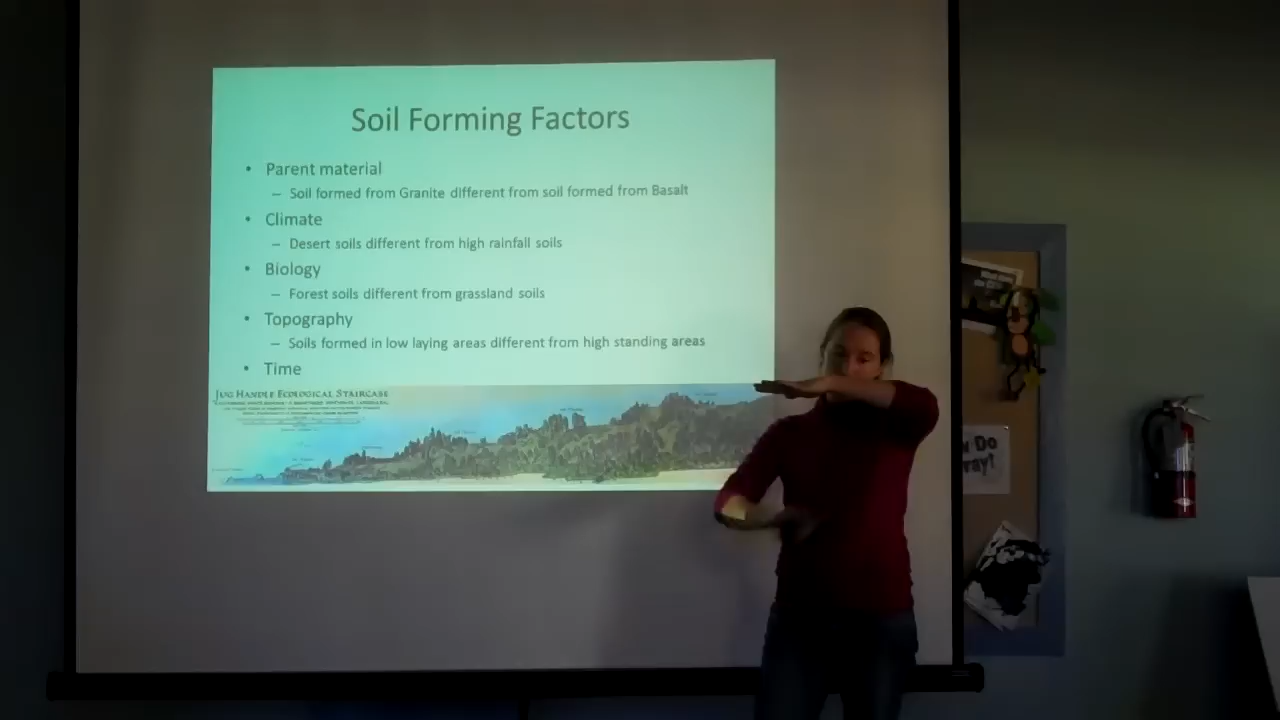 Soil Forming Factors
• Parent material
– Soil formed from Granite different from soil formed from Basalt
• Climate
– Desert soils different from high rainfall soils
• Biology
– Forest soils different from grassland soils
• Topography
– Soils formed in low laying areas different from high standing areas
• Time
Jug Handle Ecological Staircase
Do